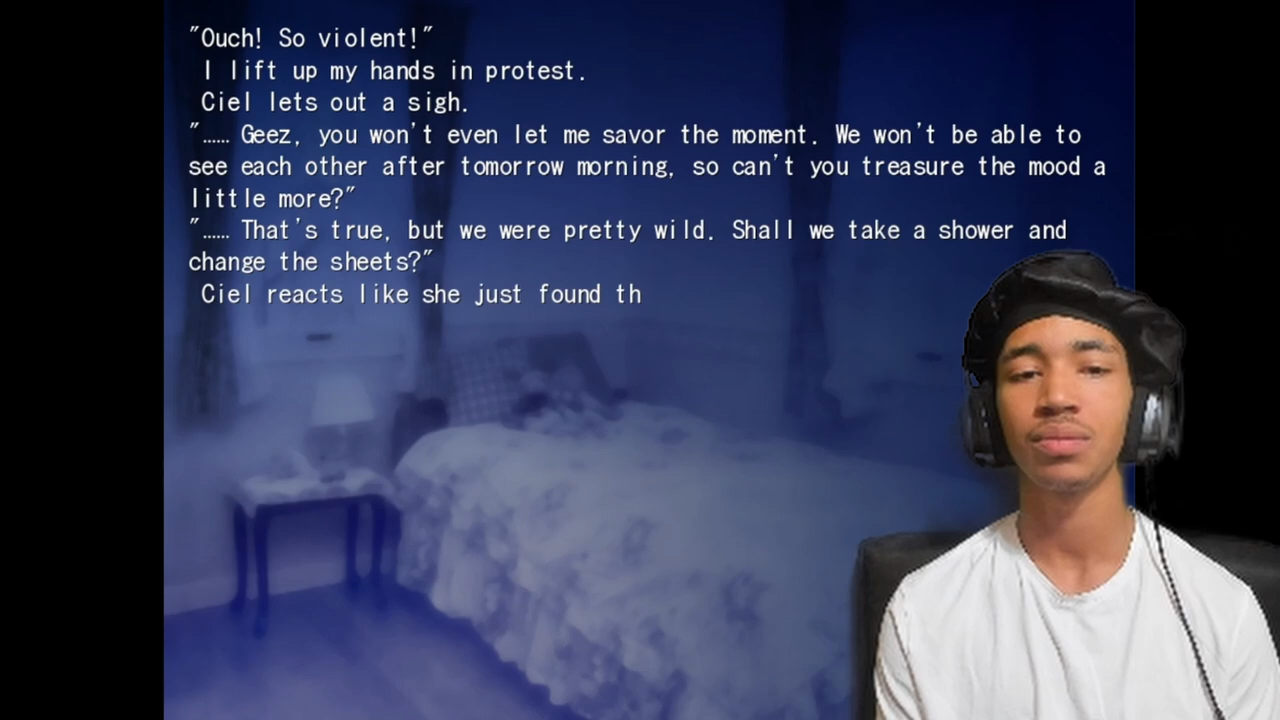 "Ouch! So violent!"
I lift up my hands in protest.
Ciel lets out a sigh.
"…… Geez, you won't even let me savor the moment. We won't be able to
see each other after tomorrow morning, so can't you treasure the mood a
little more?"
"…… That's true, but we were pretty wild. Shall we take a shower and
change the sheets?"
Ciel reacts like she just found th